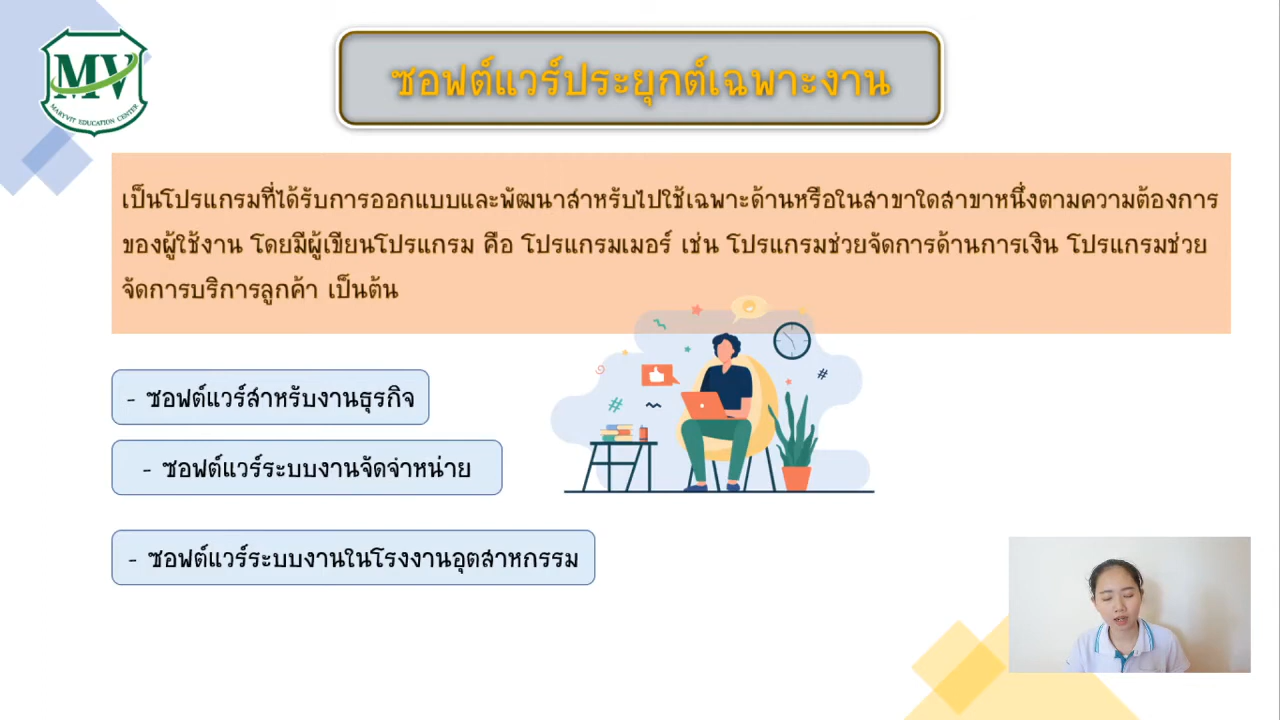 MV
MARYVIT EDUCATION CENTER
ซอฟต์แวร์ประยุกต์เฉพาะงาน
เป็นโปรแกรมที่ได้รับการออกแบบและพัฒนาสำหรับไปใช้เฉพาะด้านหรือในสาขาใดสาขาหนึ่งตามความต้องการ
ของผู้ใช้งาน โดยมีผู้เขียนโปรแกรม คือ โปรแกรมเมอร์ เช่น โปรแกรมช่วยจัดการด้านการเงิน โปรแกรมช่วย
จัดการบริการลูกค้า เป็นต้น
- ซอฟต์แวร์สำหรับงานธุรกิจ
- ซอฟต์แวร์ระบบงานจัดจำหน่าย
- ซอฟต์แวร์ระบบงานในโรงงานอุตสาหกรรม